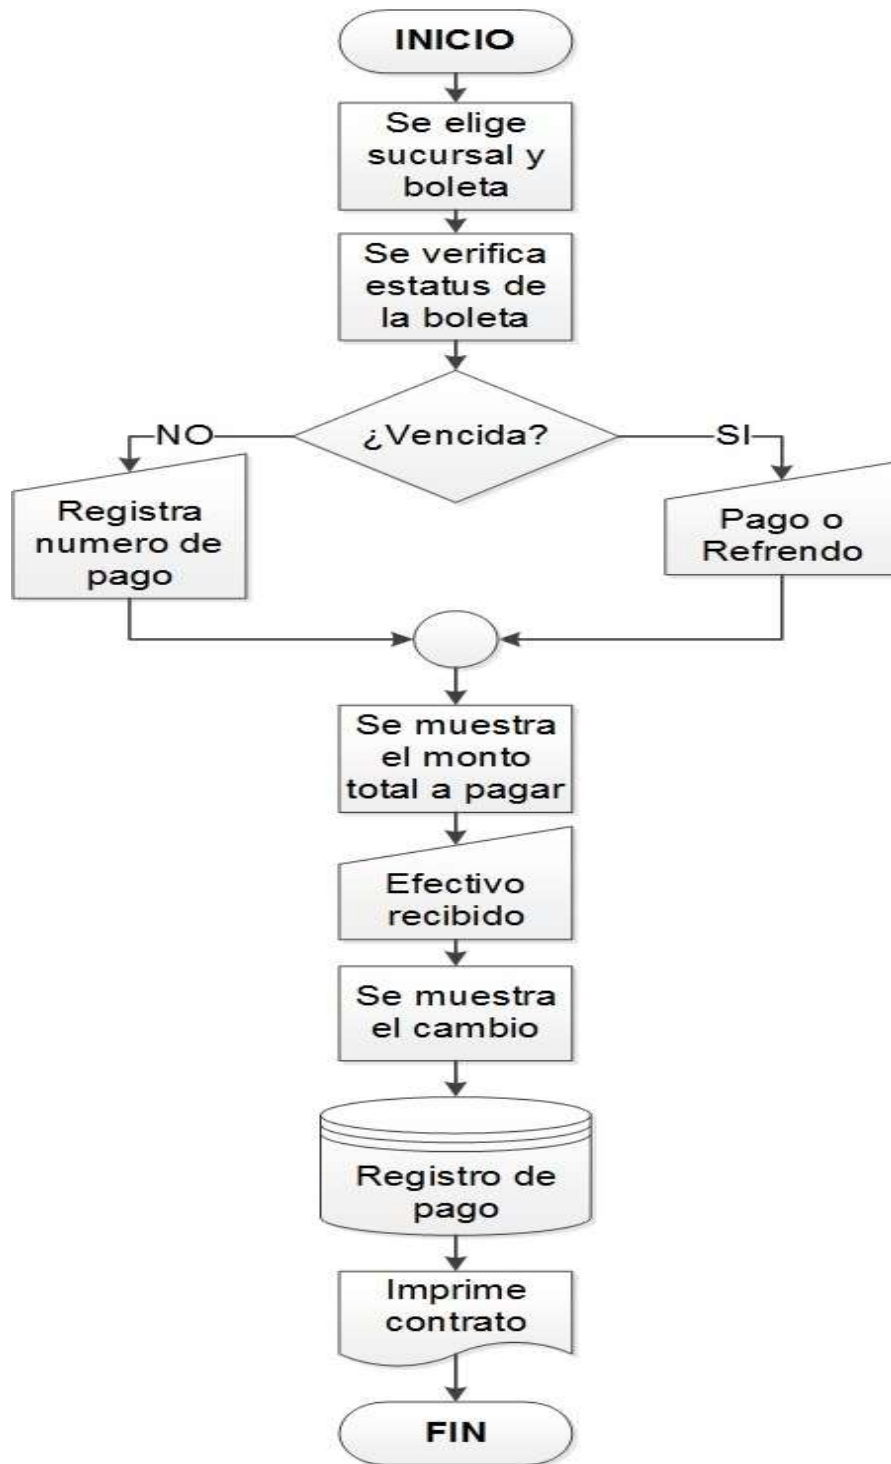 INICIO
Se elige
sucursal y
boleta
Se verifica
estatus de
la boleta
¿Vencida?
NO
SI
Registra
numero de
pago
Pago o
Refrendo
Se muestra
el monto
total a pagar
Efectivo
recibido
Se muestra
el cambio
Registro de
pago
Imprime
contrato
FIN